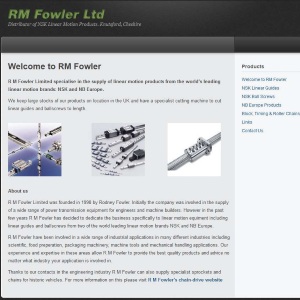 RM Fowler Ltd
Distributor of NSK Linear Motion Products. Knutsford, Cheshire
Welcome to RM Fowler
R M Fowler Limited specialise in the supply of linear motion products from the world's leading
linear motion brands: NSK and NB Europe.
We keep large stocks of our products on location in the UK and have a specialist cutting machine to cut
linear guides and ballscrews to length.
About us
R M Fowler Limited was founded in 1986 by Rodney Fowler. Initially the company was involved in the supply
of a wide range of power transmission equipment for engineers and machine builders. However in the past
few years R M Fowler has decided to dedicate the business specifically to linear motion equipment including
linear guides and ballscrews from two of the world leading linear motion brands NSK and NB Europe.
R M Fowler have been involved in a wide range of industrial applications in many different industries including
scientific, food preparation, packaging machinery, machine tools and mechanical handling applications. Our
experience and expertise in those areas allow R M Fowler to provide the best quality products and advice no
matter what industry your application is involved in.
Thanks to our contacts in the engineering industry R M Fowler can also supply specialist sprockets and
chains for historic vehicles. For more information on this please visit R M Fowler's chain-drive website
Products
Welcome to RM Fowler
NSK Linear Guides
NSK Ball Screws
NB Europe Products
Block, Timing & Roller Chains
Links
Contact Us